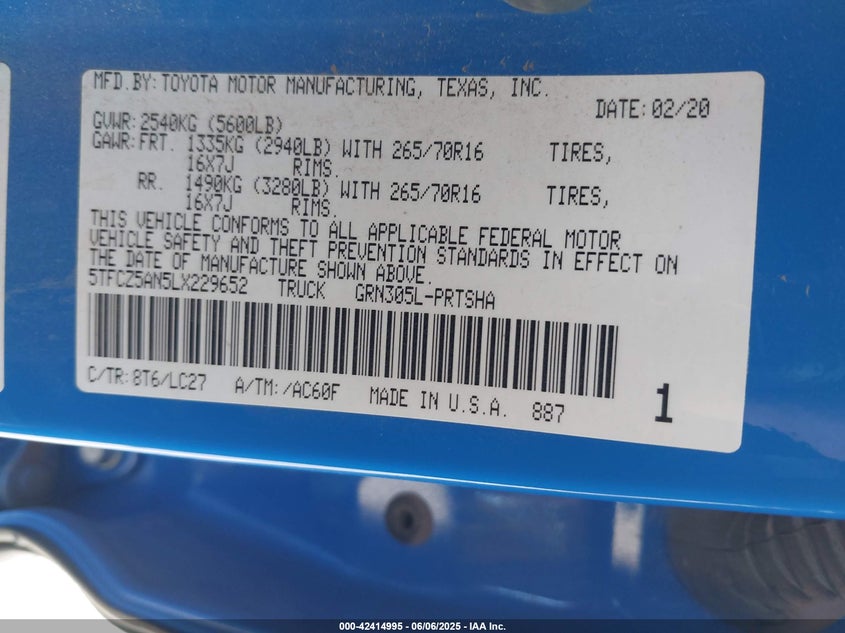 MFD.BY:TOYOTA MOTOR MANUFACTURING, TEXAS, INC.
DATE:02/20
GVWR:2540KG (5600LB)
GAWR:FRT. 1335KG (2940LB) WITH 265/70R16 TIRES,
16X7J RIMS.
RR. 1490KG (3280LB) WITH 265/70R16 TIRES,
16X7J RIMS.
THIS VEHICLE CONFORMS TO ALL APPLICABLE FEDERAL MOTOR
VEHICLE SAFETY AND THEFT PREVENTION STANDARDS IN EFFECT ON
THE DATE OF MANUFACTURE SHOWN ABOVE.
5TFCZ5AN5LX229652 TRUCK GRN305L-PRTSHA
C/TR:8T6/LC27 A/TM:/AC60F MADE IN U.S.A. 887 1
000-42414995 - 06/06/2025 - IAA Inc.